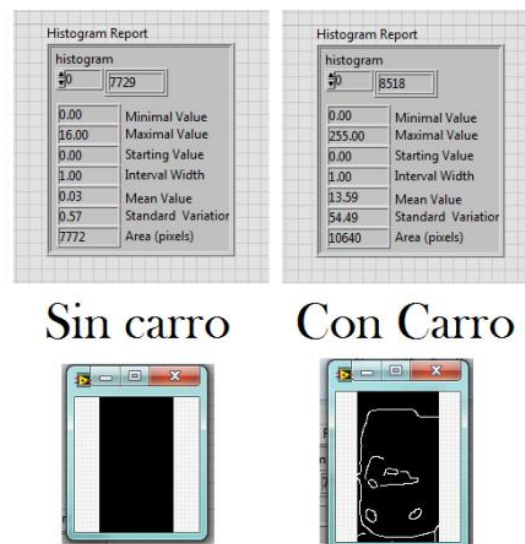 Histogram Report
histogram
0 7729
0.00 Minimal Value
16.00 Maximal Value
0.00 Starting Value
1.00 Interval Width
0.03 Mean Value
0.57 Standard Variation
7772 Area (pixels)
Histogram Report
histogram
0 8518
0.00 Minimal Value
255.00 Maximal Value
0.00 Starting Value
1.00 Interval Width
13.59 Mean Value
54.49 Standard Variation
10640 Area (pixels)
Sin carro
Con Carro